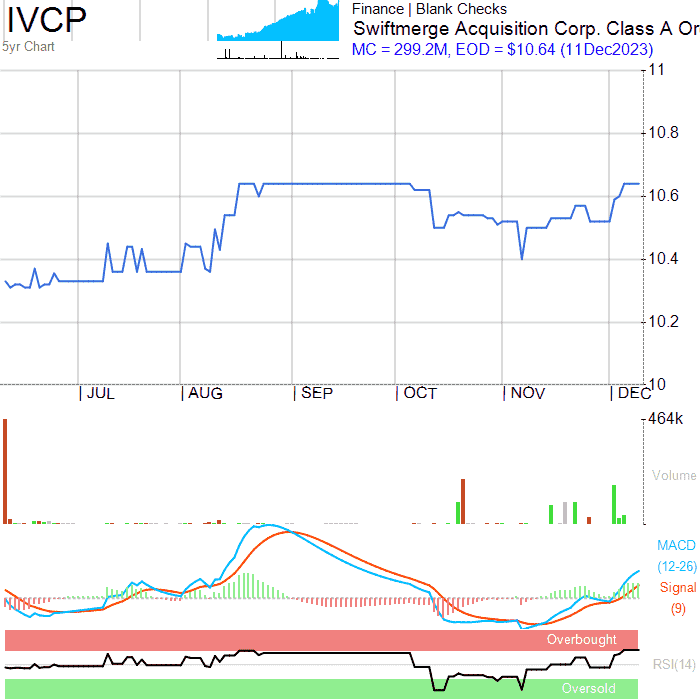 IVCP
5yr Chart
Finance | Blank Checks
Swiftmerge Acquisition Corp. Class A Or
MC = 299.2M, EOD = $10.64 (11Dec2023)
11
10.8
10.6
10.4
10.2
10
| JUL | AUG | SEP | OCT | NOV | DEC
464k
Volume
MACD
(12-26)
Signal
(9)
Overbought
RSI(14)
Oversold